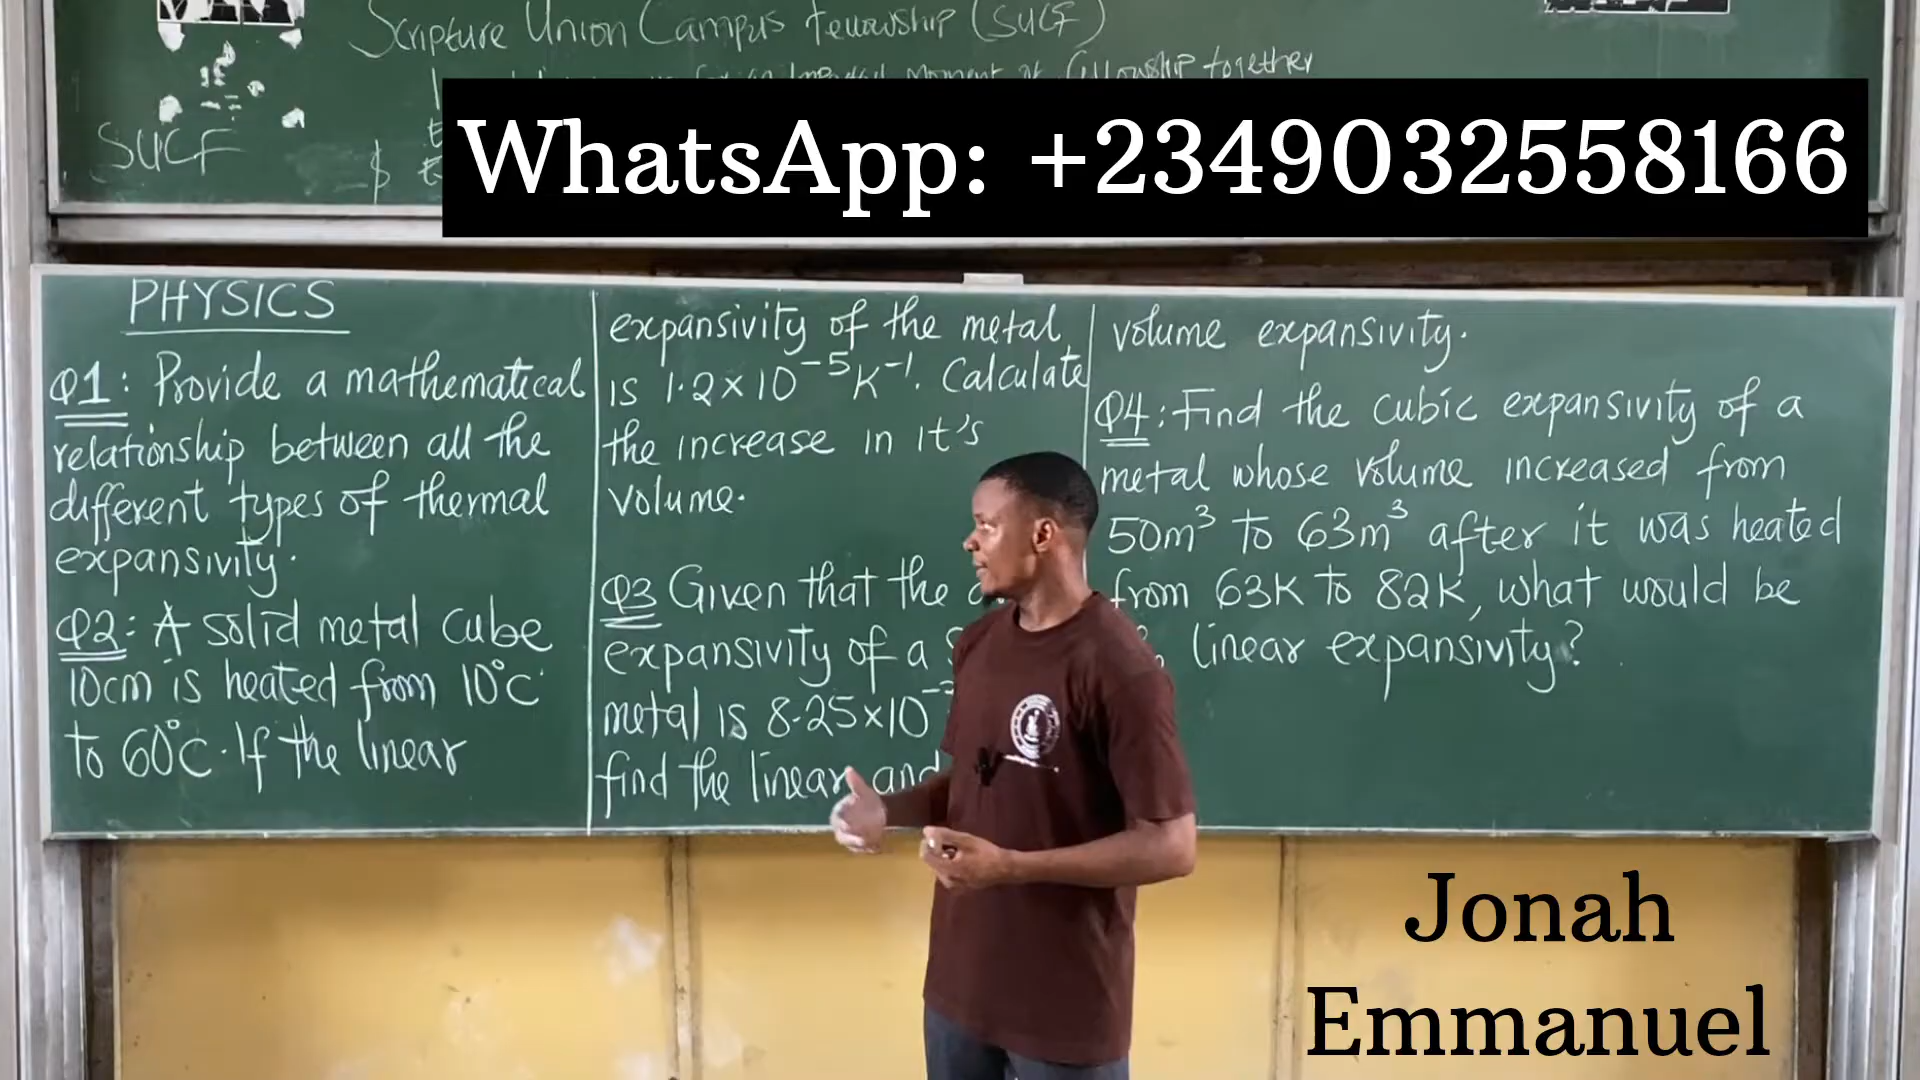 Scripture Union Campus Fellowship (SUCF)
Moment of Fellowship together
SUCF
$
WhatsApp: +2349032558166
PHYSICS
Q1: Provide a mathematical
relationship between all the
different types of thermal
expansivity.
Q2: A solid metal cube
10cm is heated from 10°C
to 60°C. If the linear
expansivity of the metal
is 1.2×10⁻⁵K⁻¹. Calculate
the increase in it's
volume.
Q3 Given that the
expansivity of a
metal is 8.25×10
find the linear and
volume expansivity.
Q4: Find the cubic expansivity of a
metal whose volume increased from
50m³ to 63m³ after it was heated
from 63K to 82K, what would be
linear expansivity?
Jonah
Emmanuel